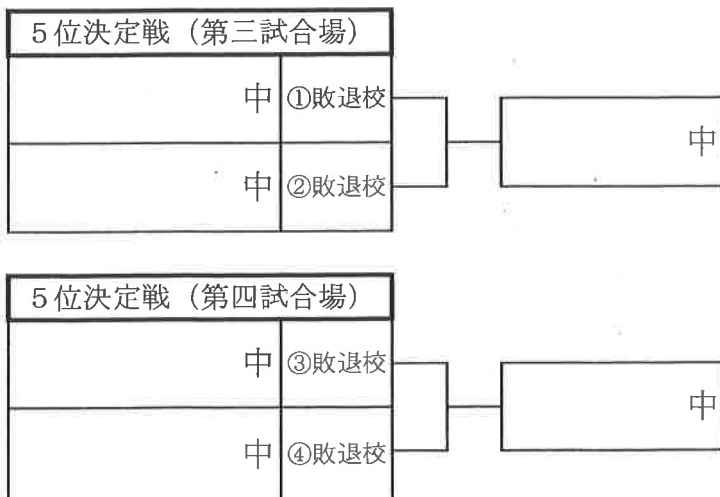 5位決定戦（第三試合場）
中 ①敗退校
中
中 ②敗退校
5位決定戦（第四試合場）
中 ③敗退校
中
中 ④敗退校